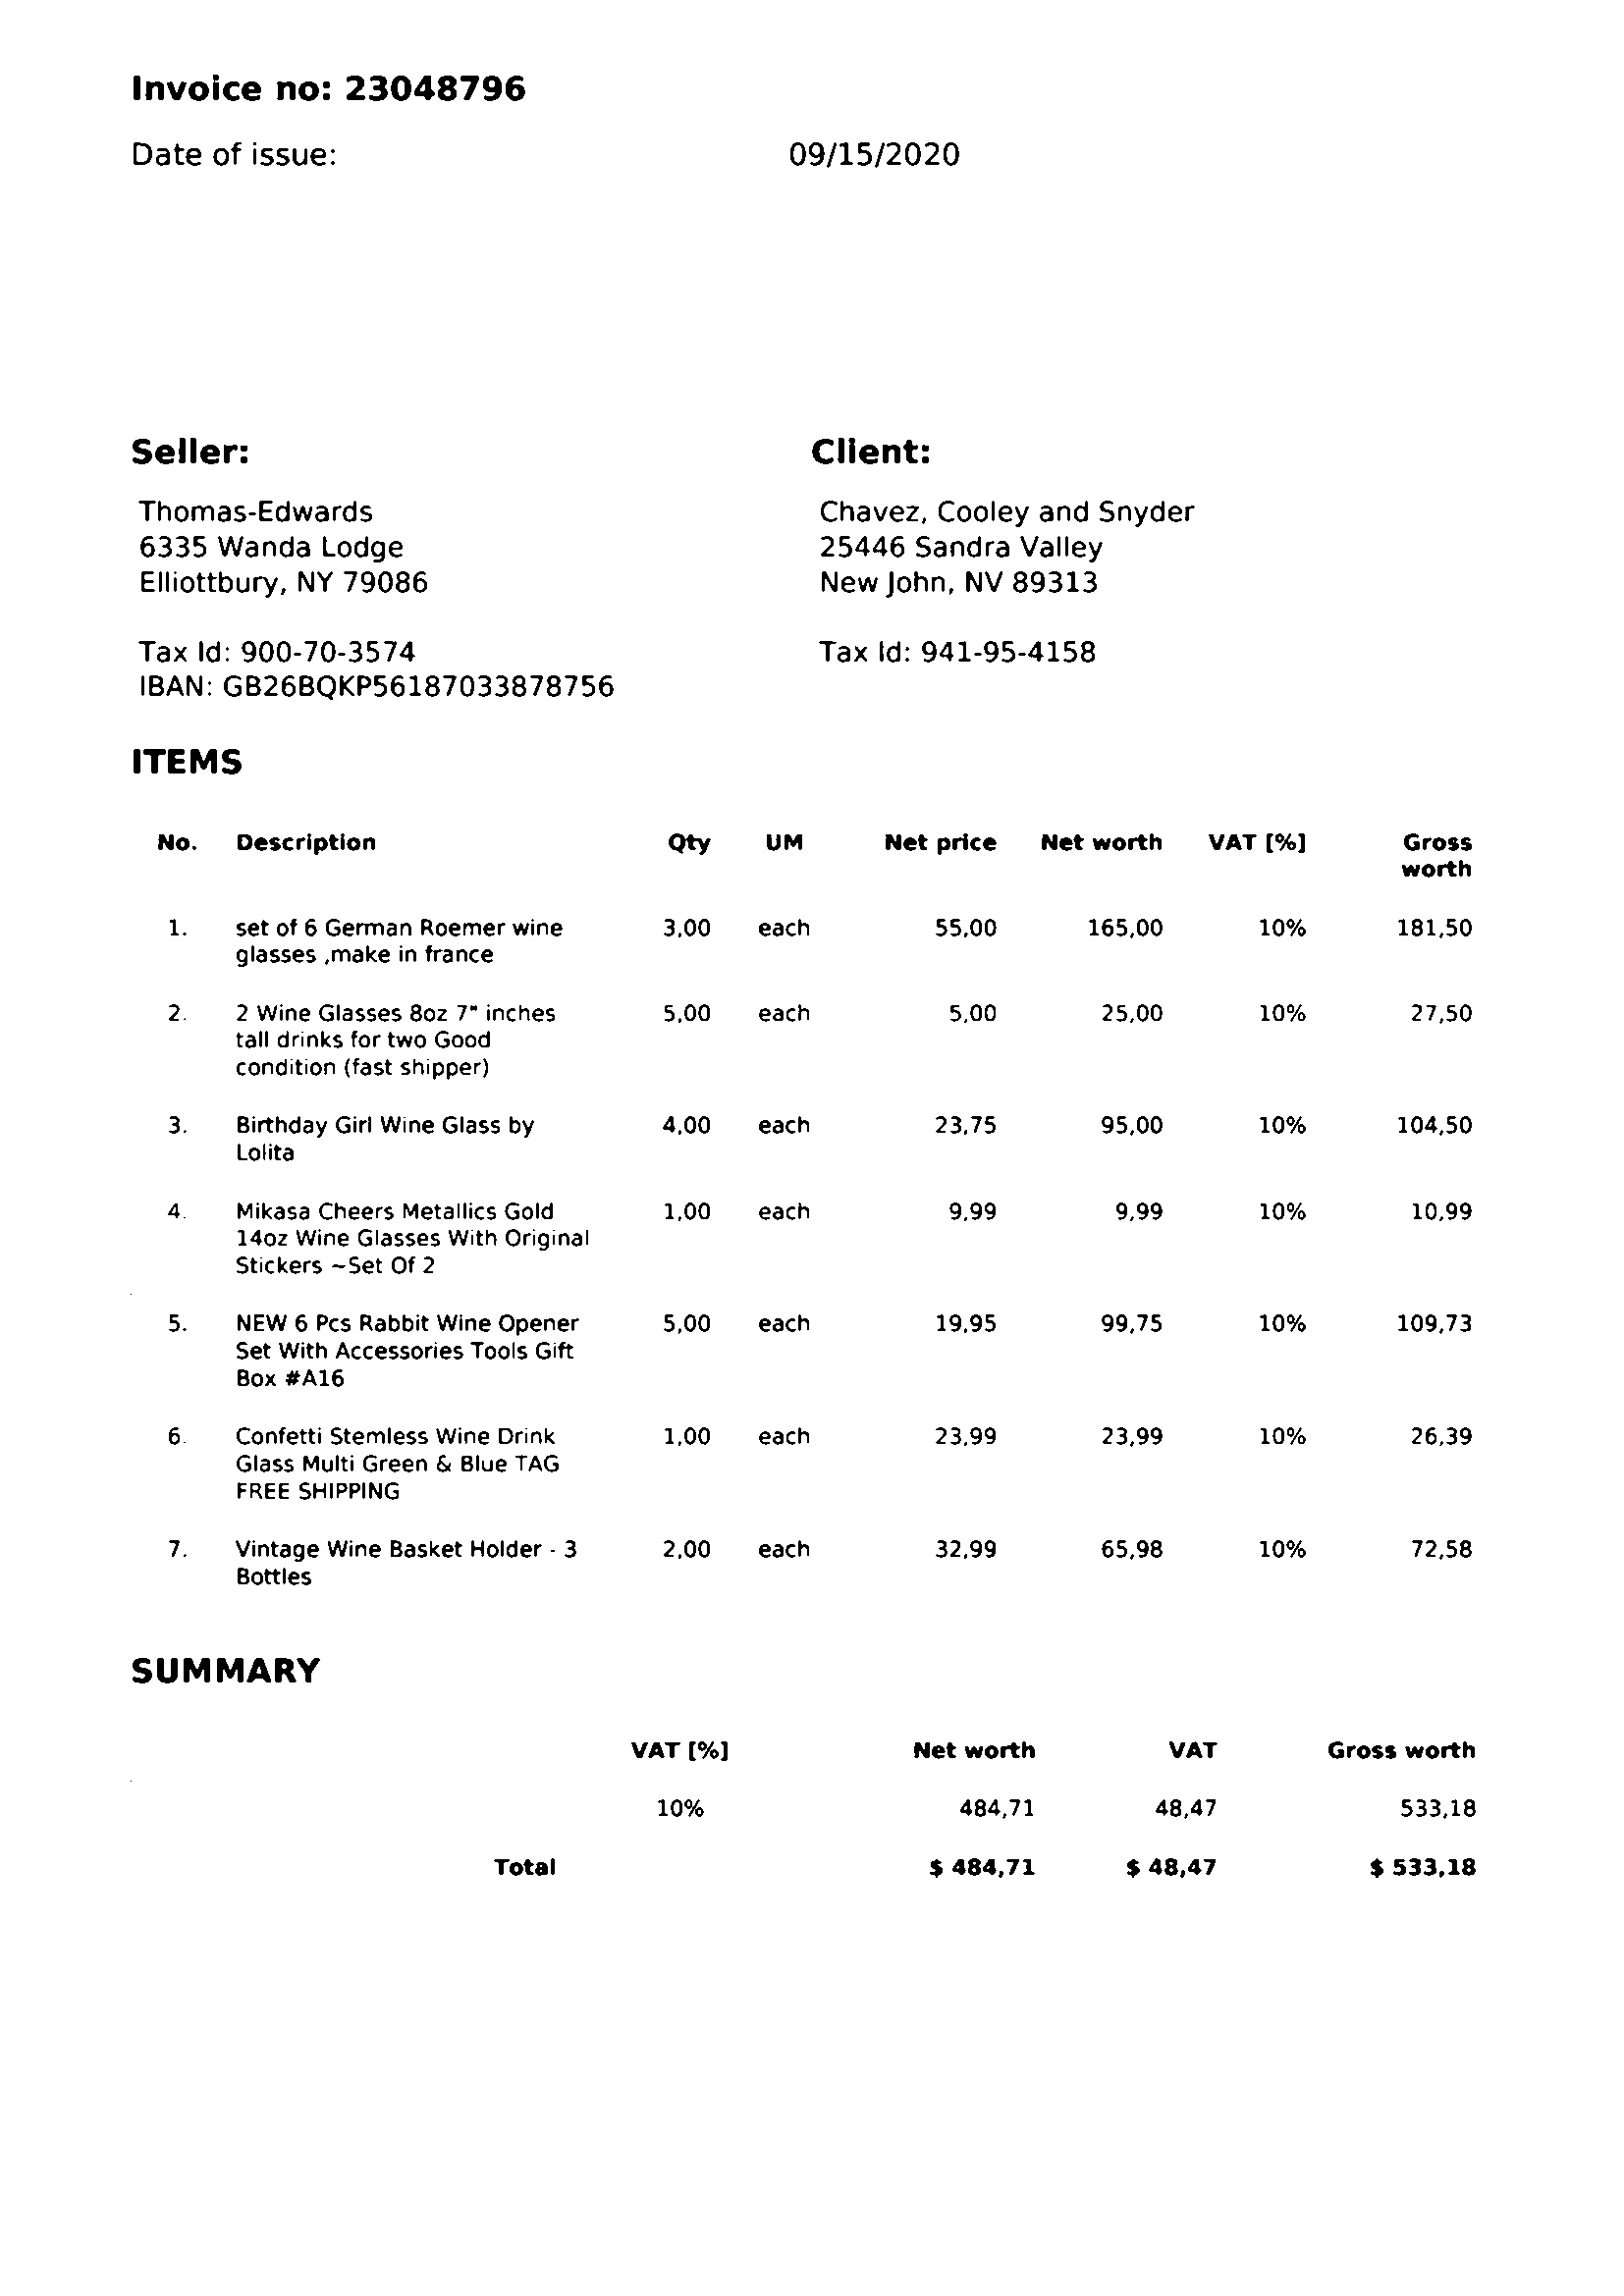 Invoice no: 23048796
Date of issue: 09/15/2020
Seller: Client:
Thomas-Edwards Chavez, Cooley and Snyder
6335 Wanda Lodge 25446 Sandra Valley
Elliottbury, NY 79086 New John, NV 89313
Tax Id: 900-70-3574 Tax Id: 941-95-4158
IBAN: GB26BQKP56187033878756
ITEMS
No. Description Qty UM Net price Net worth VAT [%] Gross
worth
1. set of 6 German Roemer wine 3,00 each 55,00 165,00 10% 181,50
glasses ,make in france
2. 2 Wine Glasses 8oz 7" inches 5,00 each 5,00 25,00 10% 27,50
tall drinks for two Good
condition (fast shipper)
3. Birthday Girl Wine Glass by 4,00 each 23,75 95,00 10% 104,50
Lolita
4. Mikasa Cheers Metallics Gold 1,00 each 9,99 9,99 10% 10,99
14oz Wine Glasses With Original
Stickers ~Set Of 2
5. NEW 6 Pcs Rabbit Wine Opener 5,00 each 19,95 99,75 10% 109,73
Set With Accessories Tools Gift
Box #A16
6. Confetti Stemless Wine Drink 1,00 each 23,99 23,99 10% 26,39
Glass Multi Green & Blue TAG
FREE SHIPPING
7. Vintage Wine Basket Holder - 3 2,00 each 32,99 65,98 10% 72,58
Bottles
SUMMARY
VAT [%] Net worth VAT Gross worth
10% 484,71 48,47 533,18
Total $ 484,71 $ 48,47 $ 533,18